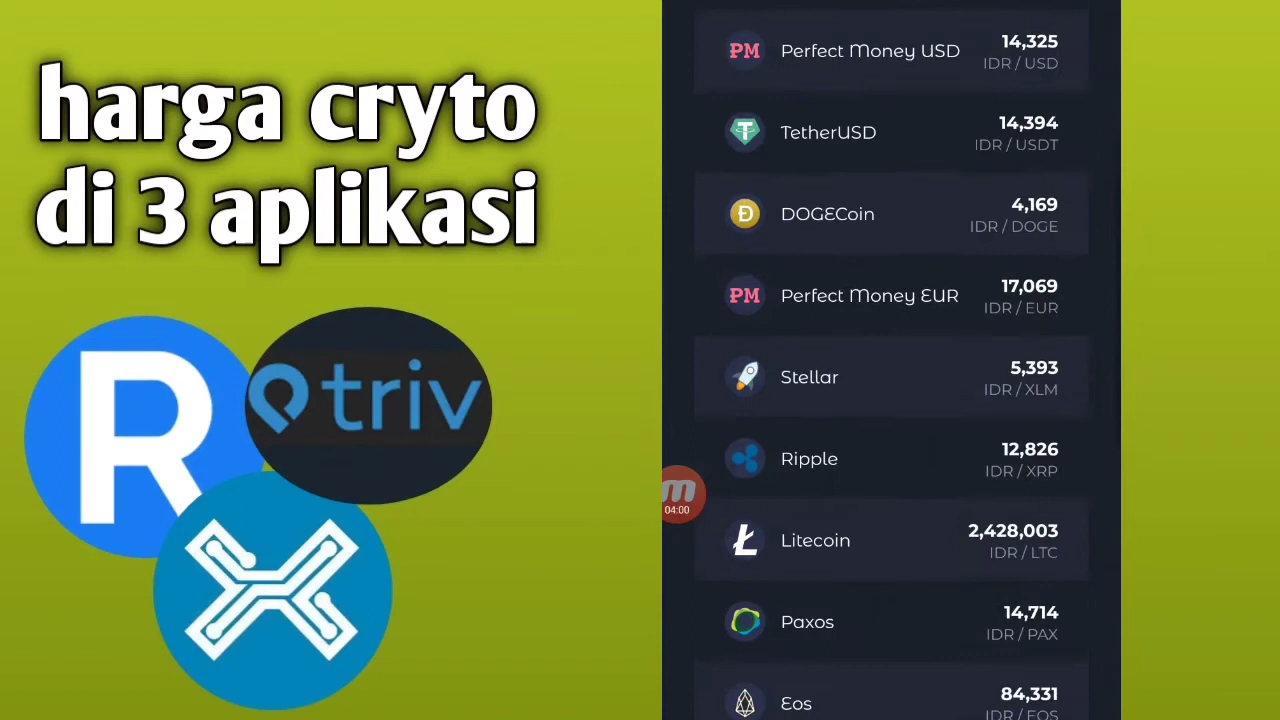 harga cryto
di 3 aplikasi
R
triv
PM Perfect Money USD 14,325
IDR / USD
TetherUSD 14,394
IDR / USDT
DOGECoin 4,169
IDR / DOGE
PM Perfect Money EUR 17,069
IDR / EUR
Stellar 5,393
IDR / XLM
Ripple 12,826
IDR / XRP
04:00
Litecoin 2,428,003
IDR / LTC
Paxos 14,714
IDR / PAX
Eos 84,331
IDR / EOS